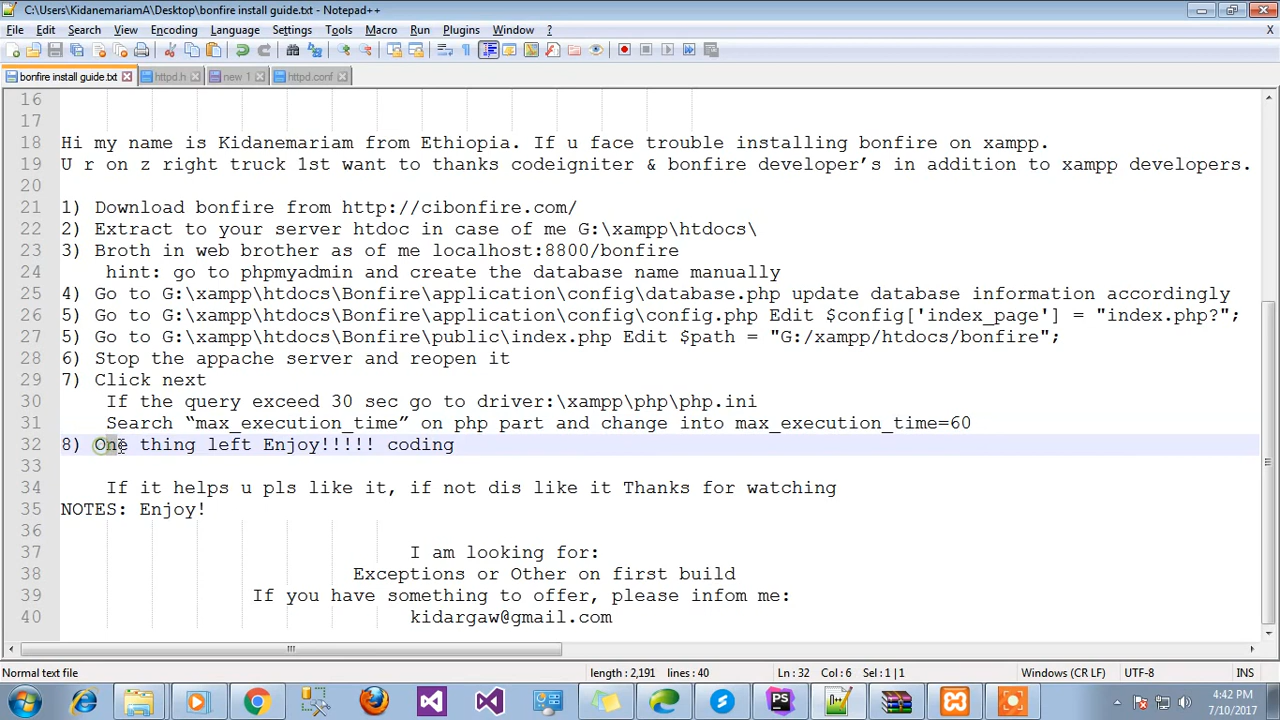 C:\Users\KidanemariamA\Desktop\bonfire install guide.txt - Notepad++
File Edit Search View Encoding Language Settings Tools Macro Run Plugins Window ? X
bonfire install guide.txt httpd.h new 1 httpd.conf
16
17
18 Hi my name is Kidanemariam from Ethiopia. If u face trouble installing bonfire on xampp.
19 U r on z right truck 1st want to thanks codeigniter & bonfire developer’s in addition to xampp developers.
20
21 1) Download bonfire from http://cibonfire.com/
22 2) Extract to your server htdoc in case of me G:\xampp\htdocs\
23 3) Broth in web brother as of me localhost:8800/bonfire
24 hint: go to phpmyadmin and create the database name manually
25 4) Go to G:\xampp\htdocs\Bonfire\application\config\database.php update database information accordingly
26 5) Go to G:\xampp\htdocs\Bonfire\application\config\config.php Edit $config['index_page'] = "index.php?";
27 5) Go to G:\xampp\htdocs\Bonfire\public\index.php Edit $path = "G:/xampp/htdocs/bonfire";
28 6) Stop the appache server and reopen it
29 7) Click next
30 If the query exceed 30 sec go to driver:\xampp\php\php.ini
31 Search “max_execution_time” on php part and change into max_execution_time=60
32 8) One thing left Enjoy!!!!! coding
33
34 If it helps u pls like it, if not dis like it Thanks for watching
35 NOTES: Enjoy!
36
37 I am looking for:
38 Exceptions or Other on first build
39 If you have something to offer, please infom me:
40 kidargaw@gmail.com
Normal text file length : 2,191 lines : 40 Ln : 32 Col : 6 Sel : 1 | 1 Windows (CR LF) UTF-8 INS
4:42 PM
7/10/2017